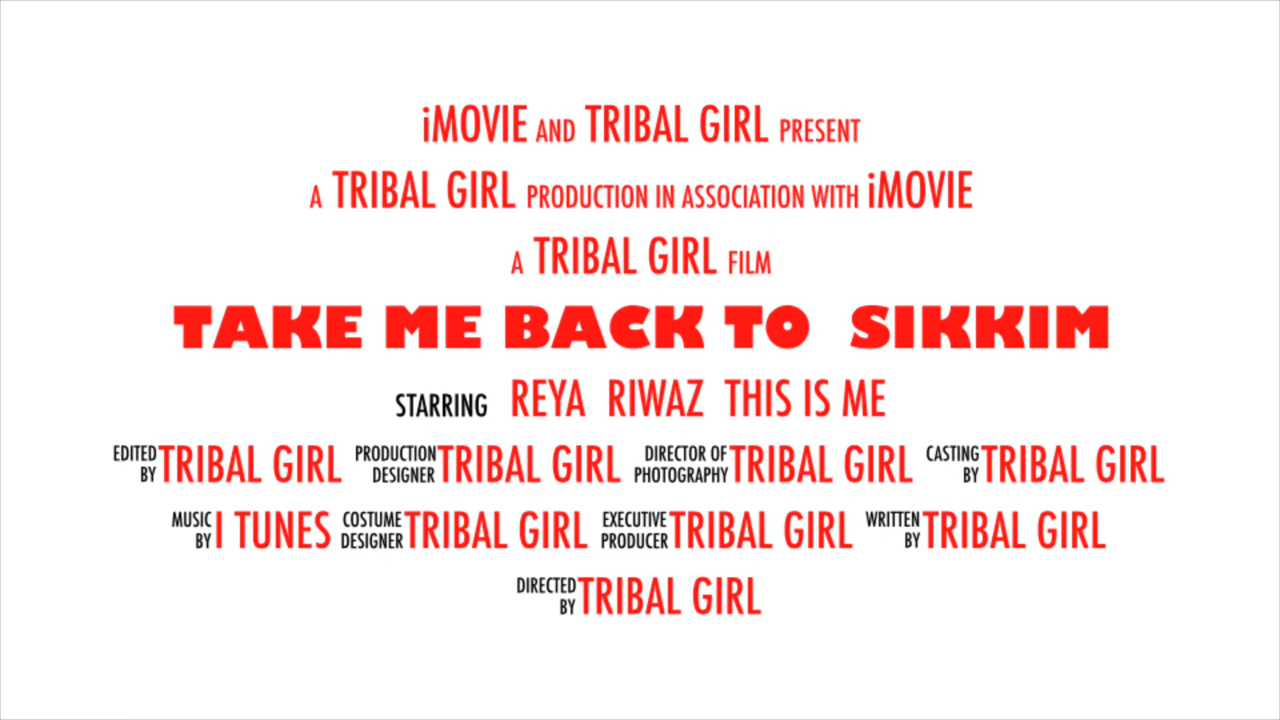 iMOVIE AND TRIBAL GIRL PRESENT
A TRIBAL GIRL PRODUCTION IN ASSOCIATION WITH iMOVIE
A TRIBAL GIRL FILM
TAKE ME BACK TO SIKKIM
STARRING REYA RIWAZ THIS IS ME
EDITED BY TRIBAL GIRL PRODUCTION DESIGNER TRIBAL GIRL DIRECTOR OF PHOTOGRAPHY TRIBAL GIRL CASTING BY TRIBAL GIRL
MUSIC BY I TUNES COSTUME DESIGNER TRIBAL GIRL EXECUTIVE PRODUCER TRIBAL GIRL WRITTEN BY TRIBAL GIRL
DIRECTED BY TRIBAL GIRL